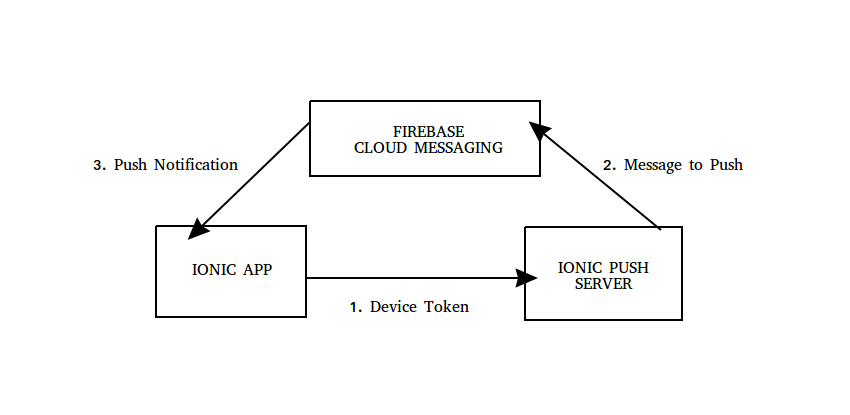 FIREBASE
CLOUD MESSAGING
3. Push Notification
2. Message to Push
IONIC APP
IONIC PUSH
SERVER
1. Device Token